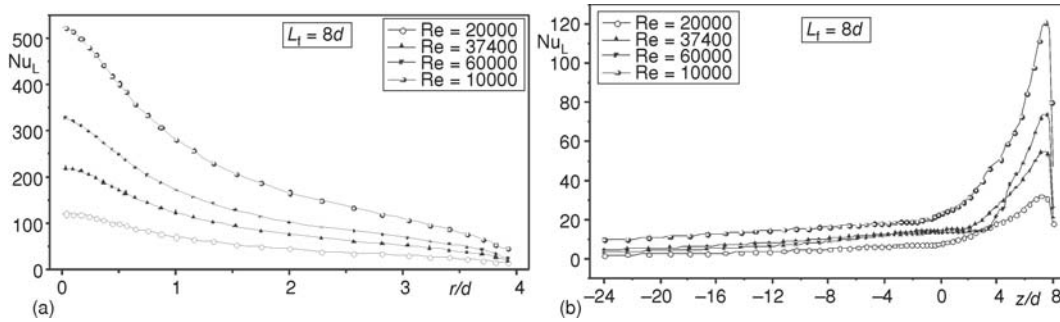 500
Nu_L
400
300
200
100
0
L_f = 8d
Re = 20000
Re = 37400
Re = 60000
Re = 10000
0 1 2 3 r/d 4
(a)
120
Nu_L
100
80
60
40
20
0
L_f = 8d
Re = 20000
Re = 37400
Re = 60000
Re = 10000
−24 −20 −16 −12 −8 −4 0 4 z/d 8
(b)